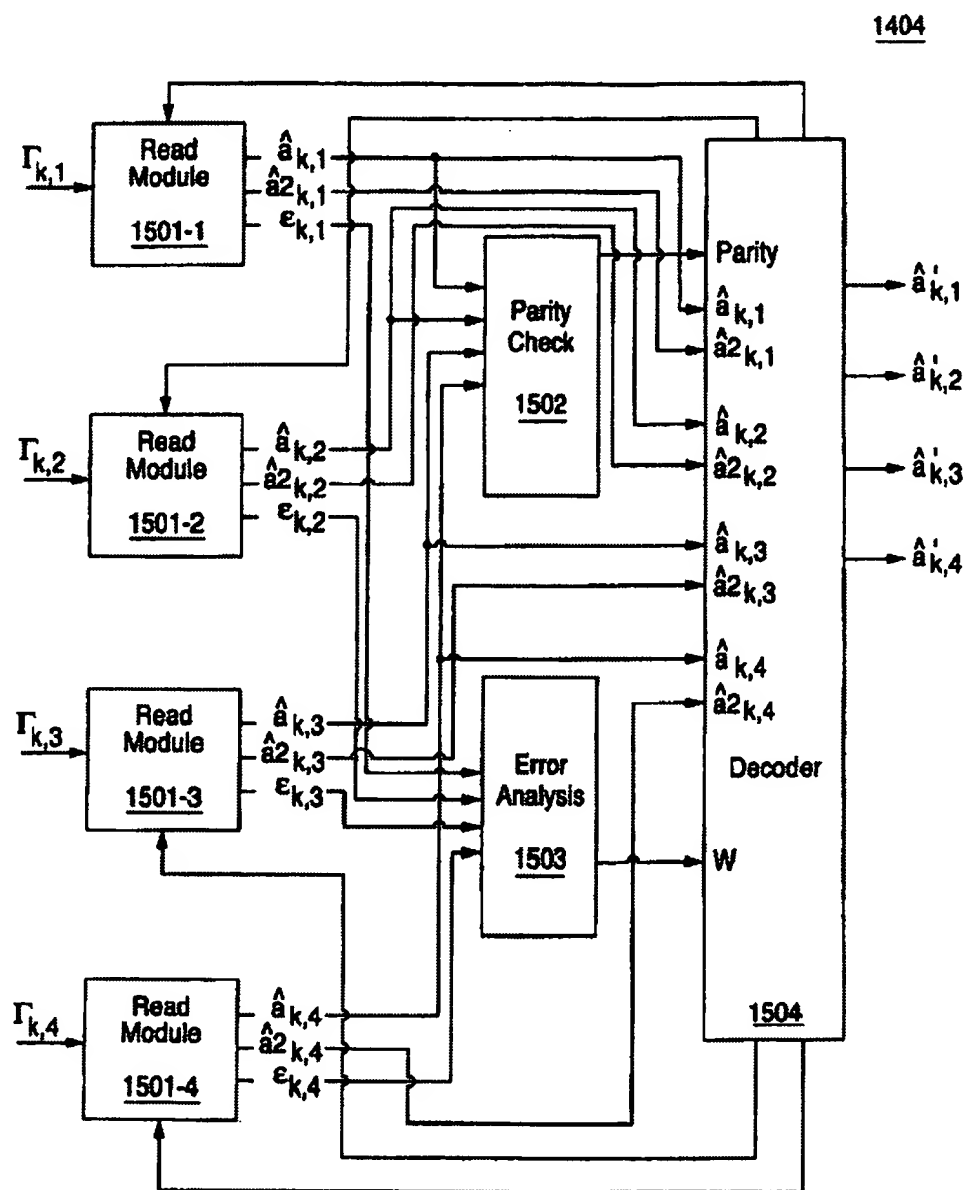 1404
Γk,1
Read
Module
1501-1
âk,1
â2k,1
εk,1
Γk,2
Read
Module
1501-2
âk,2
â2k,2
εk,2
Γk,3
Read
Module
1501-3
âk,3
â2k,3
εk,3
Γk,4
Read
Module
1501-4
âk,4
â2k,4
εk,4
Parity
Check
1502
Error
Analysis
1503
Parity
âk,1
â2k,1
âk,2
â2k,2
âk,3
â2k,3
âk,4
â2k,4
Decoder
W
1504
â'k,1
â'k,2
â'k,3
â'k,4